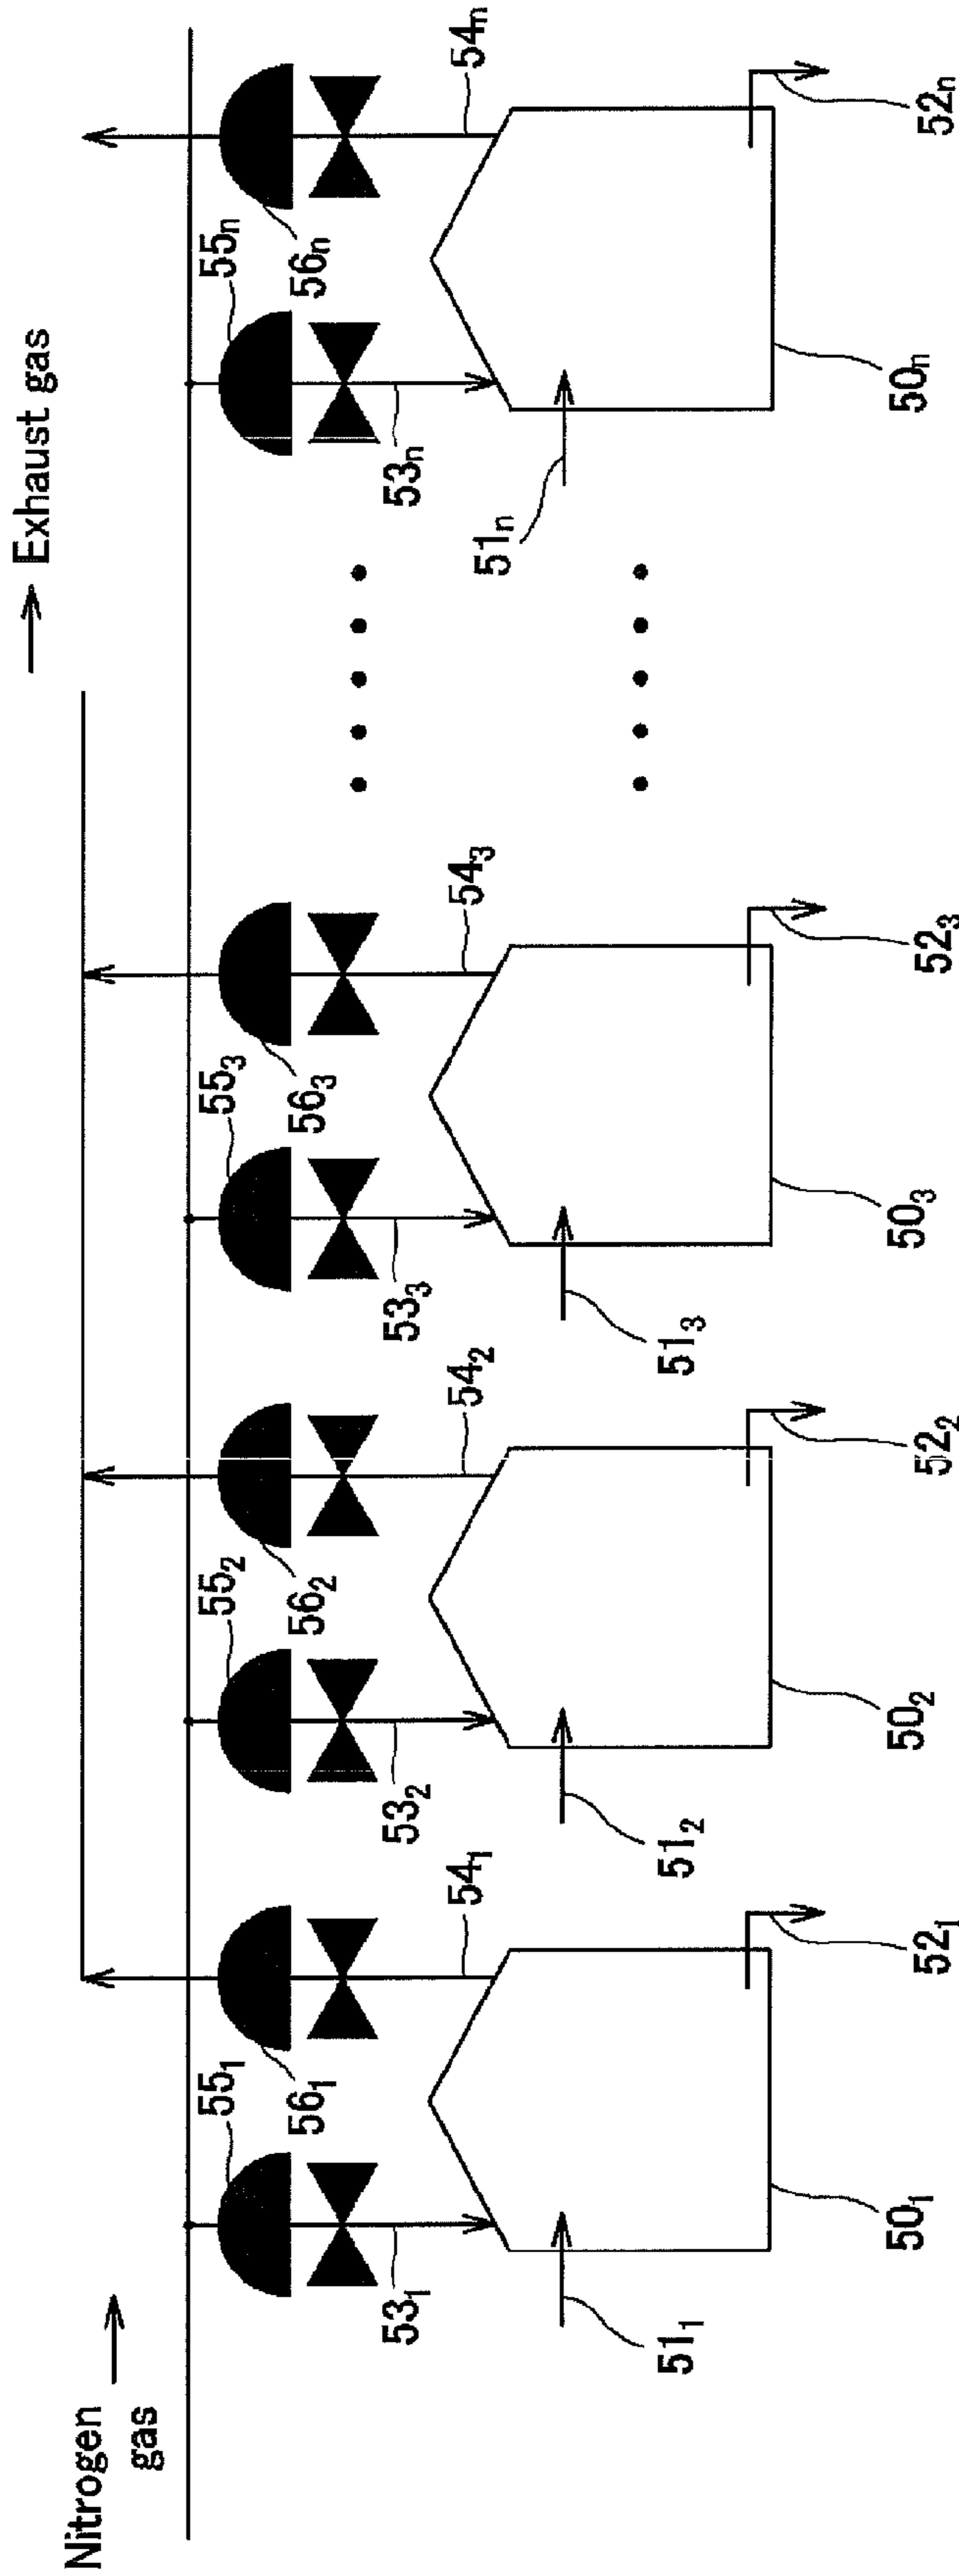 → Exhaust gas
Nitrogen →
gas
55₁
56₁
54₁
55₂
56₂
54₂
55₃
56₃
54₃
55ₙ
56ₙ
54ₙ
53₁
53₂
53₃
53ₙ
51₁
51₂
51₃
51ₙ
50₁
52₁
50₂
52₂
50₃
52₃
50ₙ
52ₙ